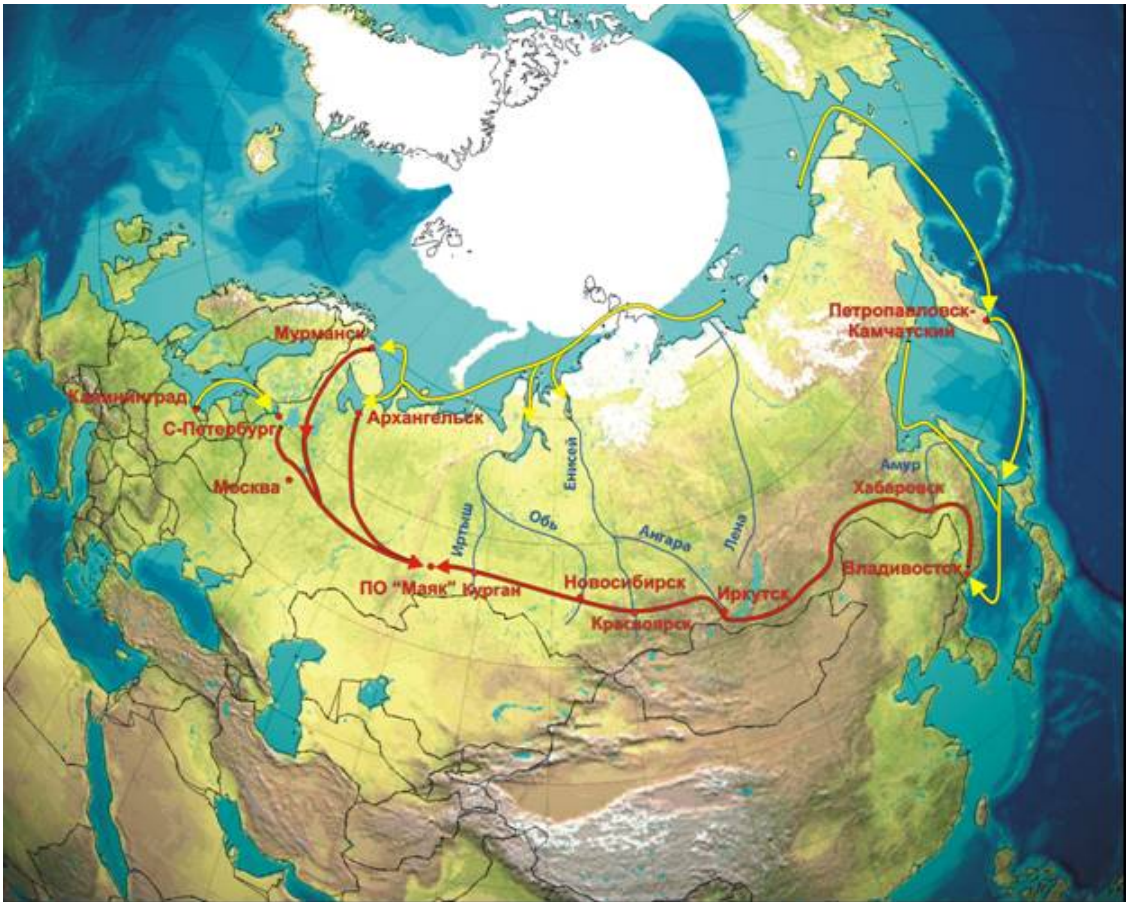 Петропавловск-
Камчатский
Мурманск
Калининград
Архангельск
С-Петербург
Москва
Енисей
Амур
Хабаровск
Иртыш
Обь
Ангара
Лена
ПО "Маяк"
Курган
Новосибирск
Красноярск
Иркутск
Владивосток